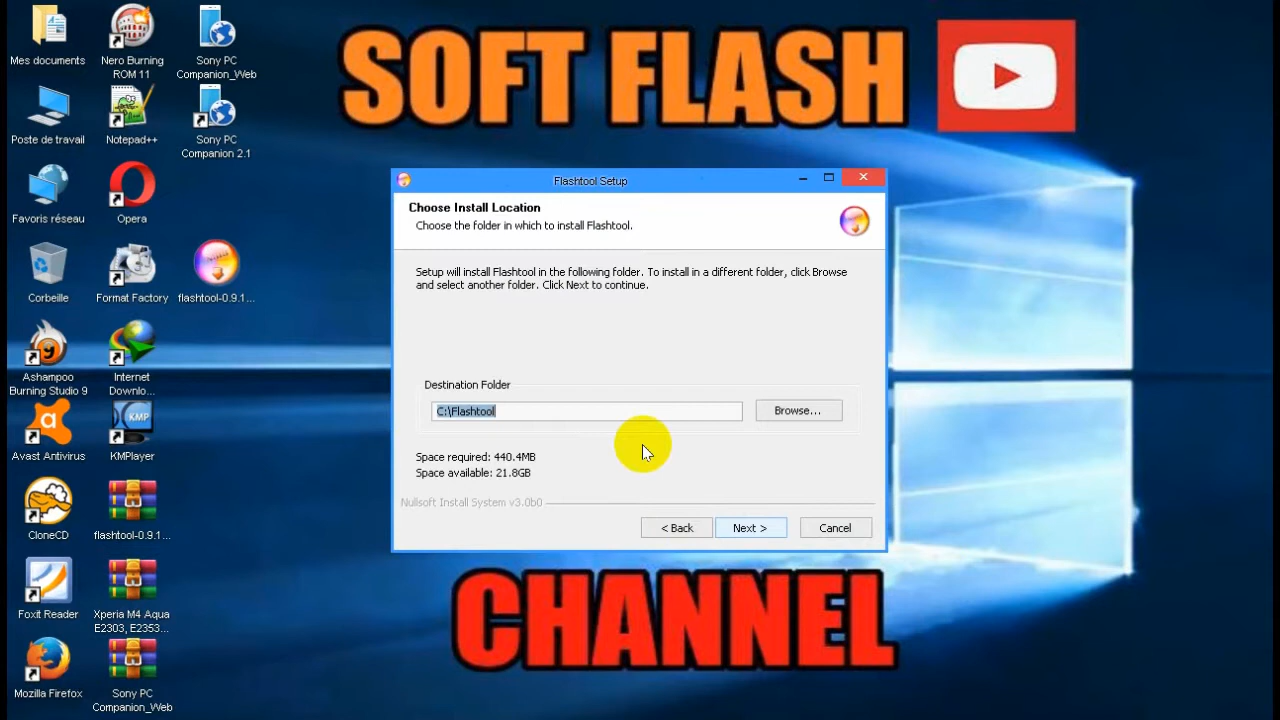 SOFT FLASH
Mes documents
Nero Burning
ROM 11
Sony PC
Companion_Web
Poste de travail
Notepad++
Sony PC
Companion 2.1
Favoris réseau
Opera
Corbeille
Format Factory
flashtool-0.9.1...
Ashampoo
Burning Studio 9
Internet
Downlo...
Avast Antivirus
KMPlayer
KMP
CloneCD
flashtool-0.9.1...
Foxit Reader
Xperia M4 Aqua
E2303, E2353...
Mozilla Firefox
Sony PC
Companion_Web
Flashtool Setup
Choose Install Location
Choose the folder in which to install Flashtool.
Setup will install Flashtool in the following folder. To install in a different folder, click Browse
and select another folder. Click Next to continue.
Destination Folder
C:\Flashtool
Browse...
Space required: 440.4MB
Space available: 21.8GB
Nullsoft Install System v3.0b0
< Back
Next >
Cancel
CHANNEL